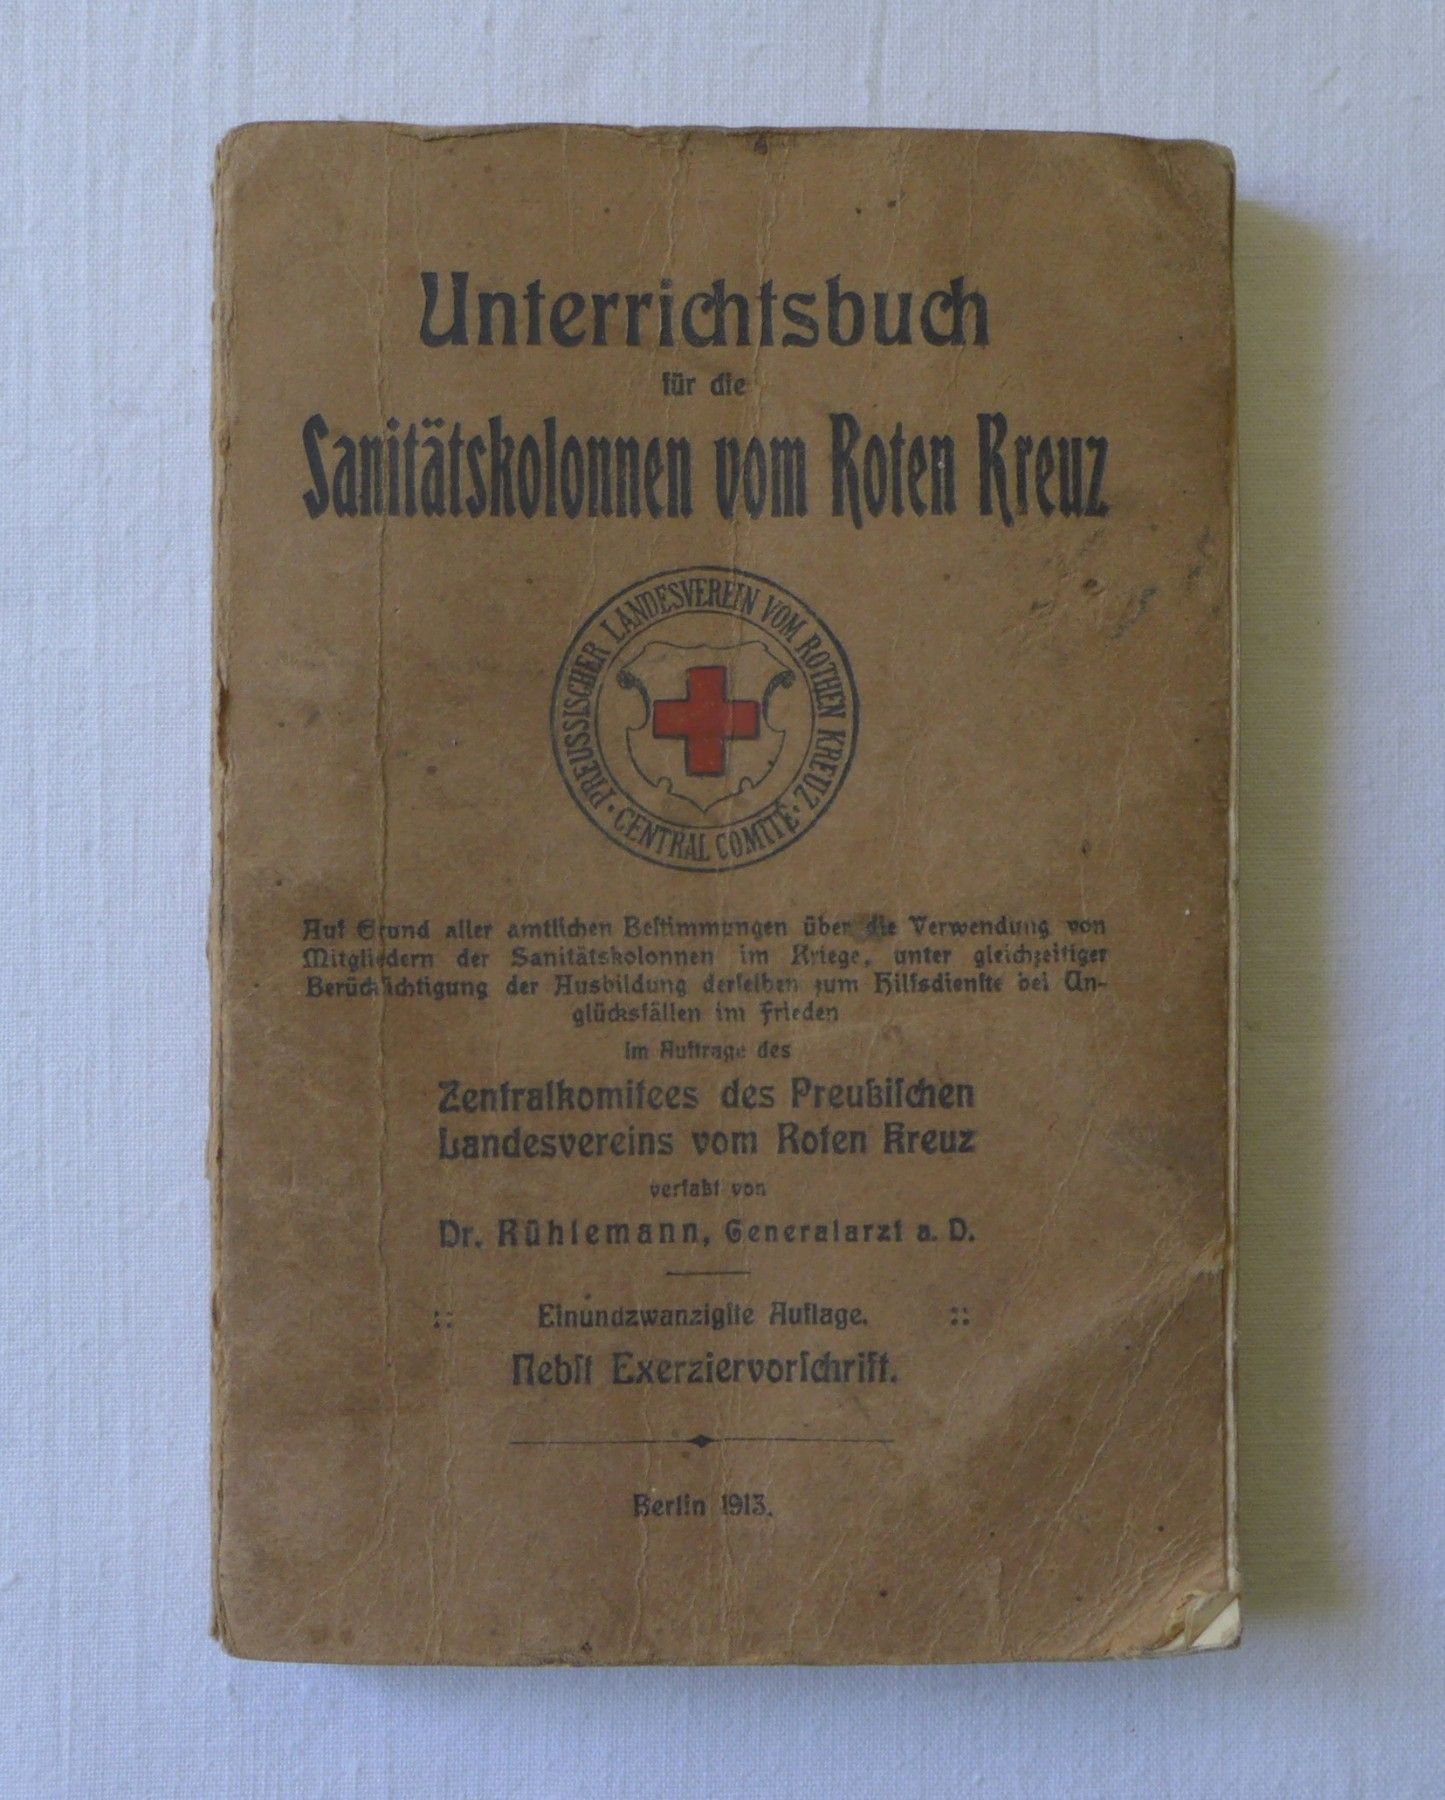 Unterrichtsbuch
für die
Sanitätskolonnen vom Roten Kreuz
PREUSSISCHER LANDESVEREIN VOM ROTHEN KREUZ
· CENTRAL COMITÉ ·
Auf Grund aller amtlichen Beſtimmungen über die Verwendung von
Mitgliedern der Sanitätskolonnen im Kriege, unter gleichzeitiger
Berückſichtigung der Ausbildung derſelben zum Hilfsdienſte bei Un-
glücksfällen im Frieden
im Auftrage des
Zentralkomitees des Preußiſchen
Landesvereins vom Roten Kreuz
verfaßt von
Dr. Rühlemann, Generalarzt a. D.
:: Einundzwanzigſte Auflage. ::
Nebſt Exerziervorſchrift.
Berlin 1913.